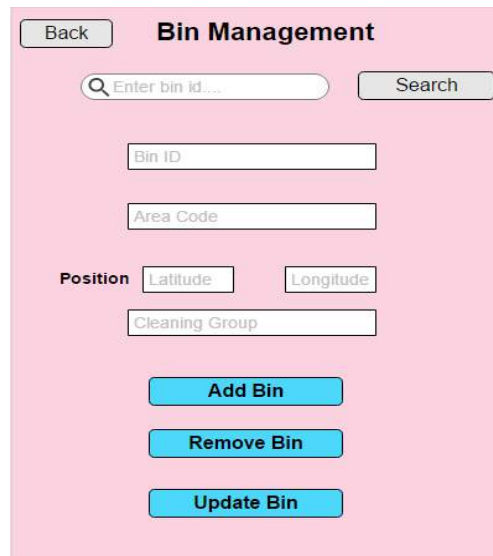 Back Bin Management
Enter bin id.... Search
Bin ID
Area Code
Position Latitude Longitude
Cleaning Group
Add Bin
Remove Bin
Update Bin